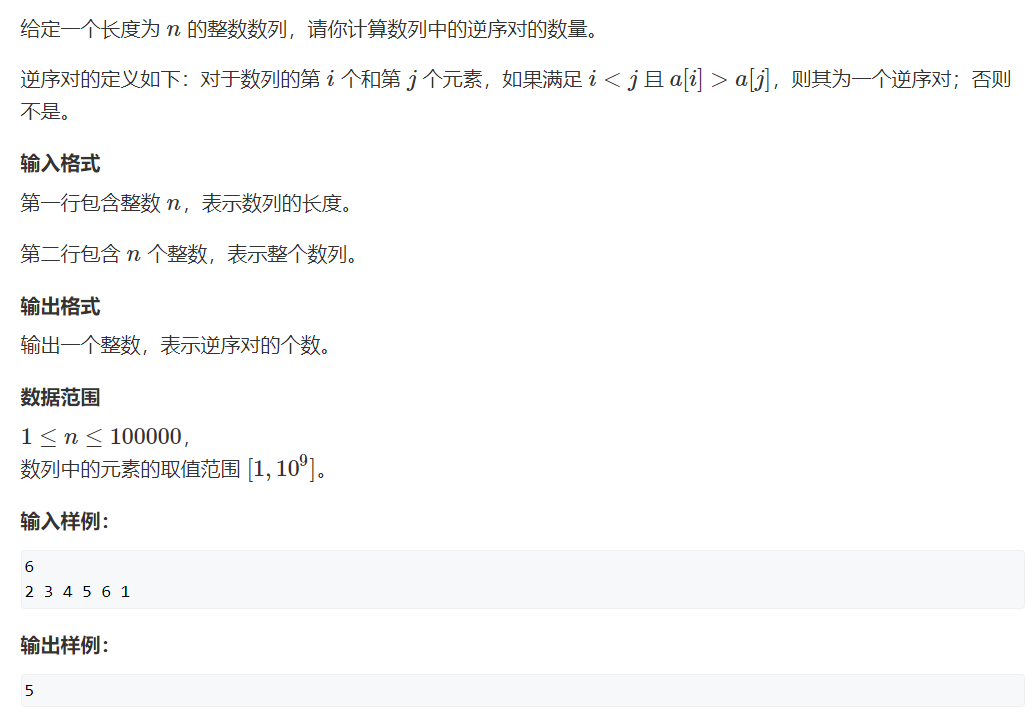 给定一个长度为 n 的整数数列，请你计算数列中的逆序对的数量。
逆序对的定义如下：对于数列的第 i 个和第 j 个元素，如果满足 i < j 且 a[i] > a[j]，则其为一个逆序对；否则
不是。
输入格式
第一行包含整数 n，表示数列的长度。
第二行包含 n 个整数，表示整个数列。
输出格式
输出一个整数，表示逆序对的个数。
数据范围
1 ≤ n ≤ 100000，
数列中的元素的取值范围 [1, 10⁹]。
输入样例：
6
2 3 4 5 6 1
输出样例：
5